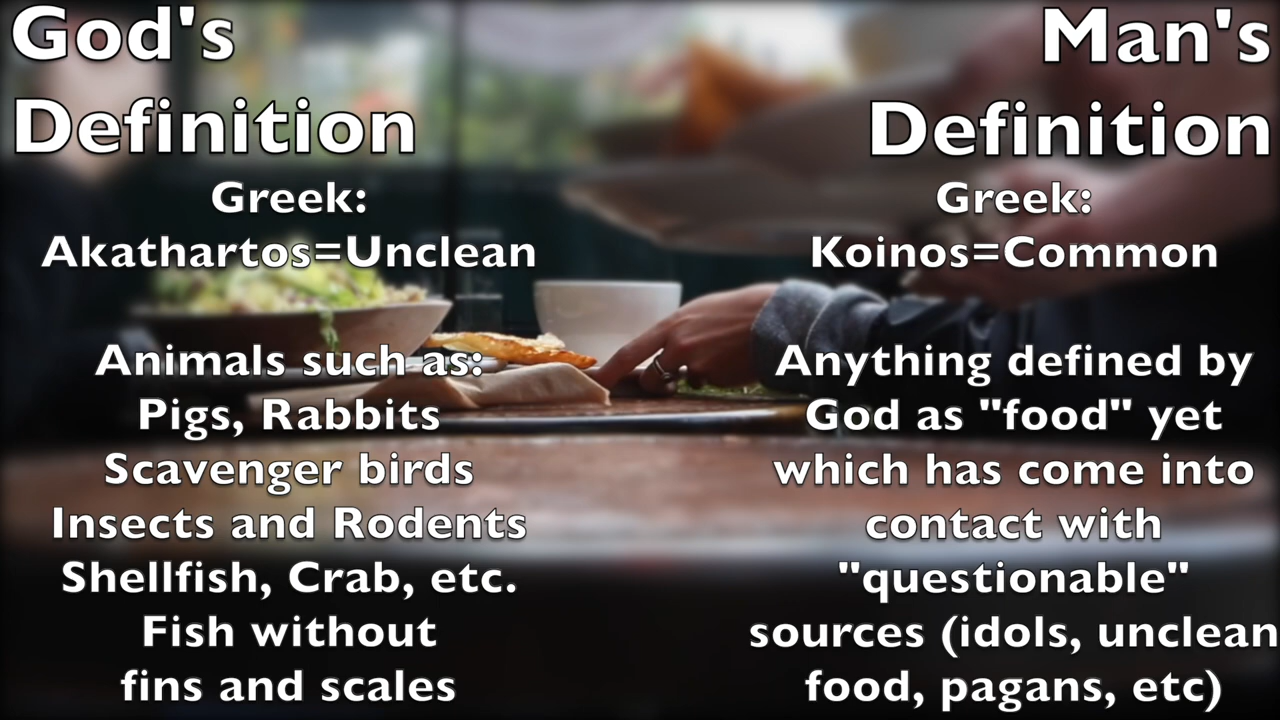 God's
Definition
Greek:
Akathartos=Unclean
Animals such as:
Pigs, Rabbits
Scavenger birds
Insects and Rodents
Shellfish, Crab, etc.
Fish without
fins and scales
Man's
Definition
Greek:
Koinos=Common
Anything defined by
God as "food" yet
which has come into
contact with
"questionable"
sources (idols, unclean
food, pagans, etc)